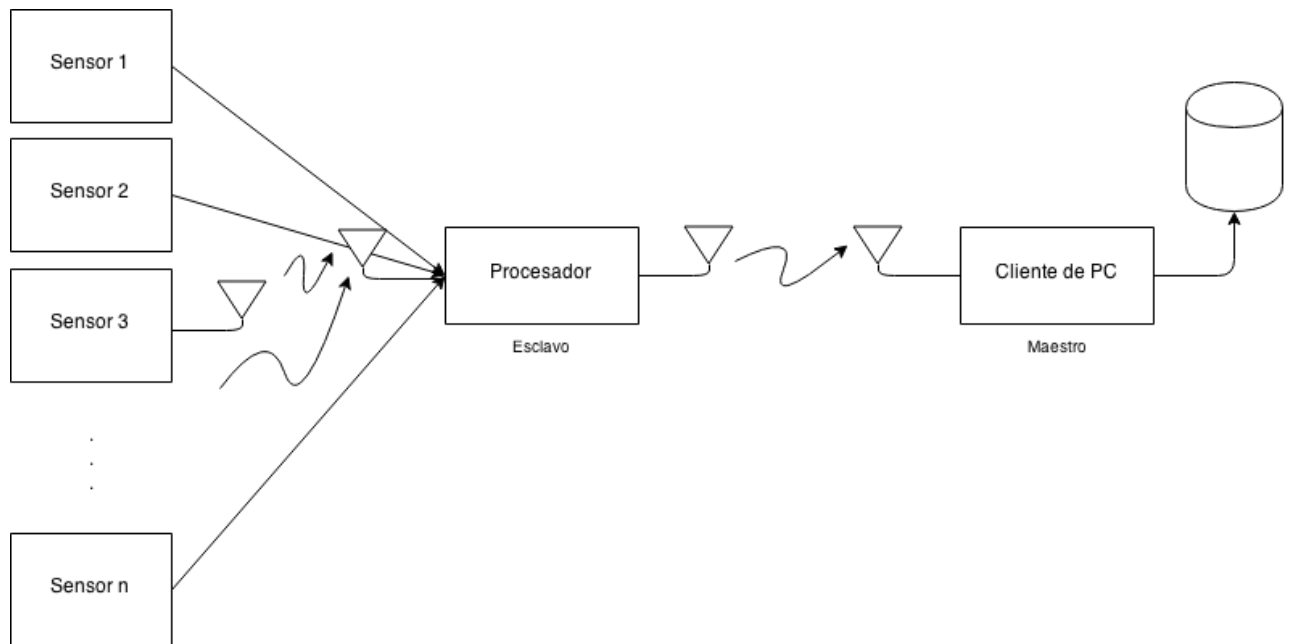 Sensor 1
Sensor 2
Sensor 3
.
.
.
Sensor n
Procesador
Esclavo
Cliente de PC
Maestro